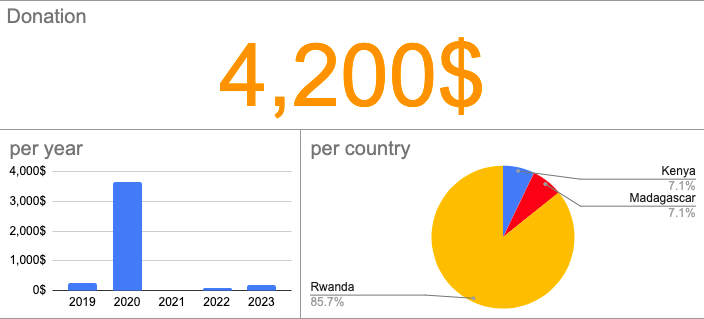 Donation
4,200$
per year
4,000$
3,000$
2,000$
1,000$
0$
2019 2020 2021 2022 2023
per country
Kenya
7.1%
Madagascar
7.1%
Rwanda
85.7%